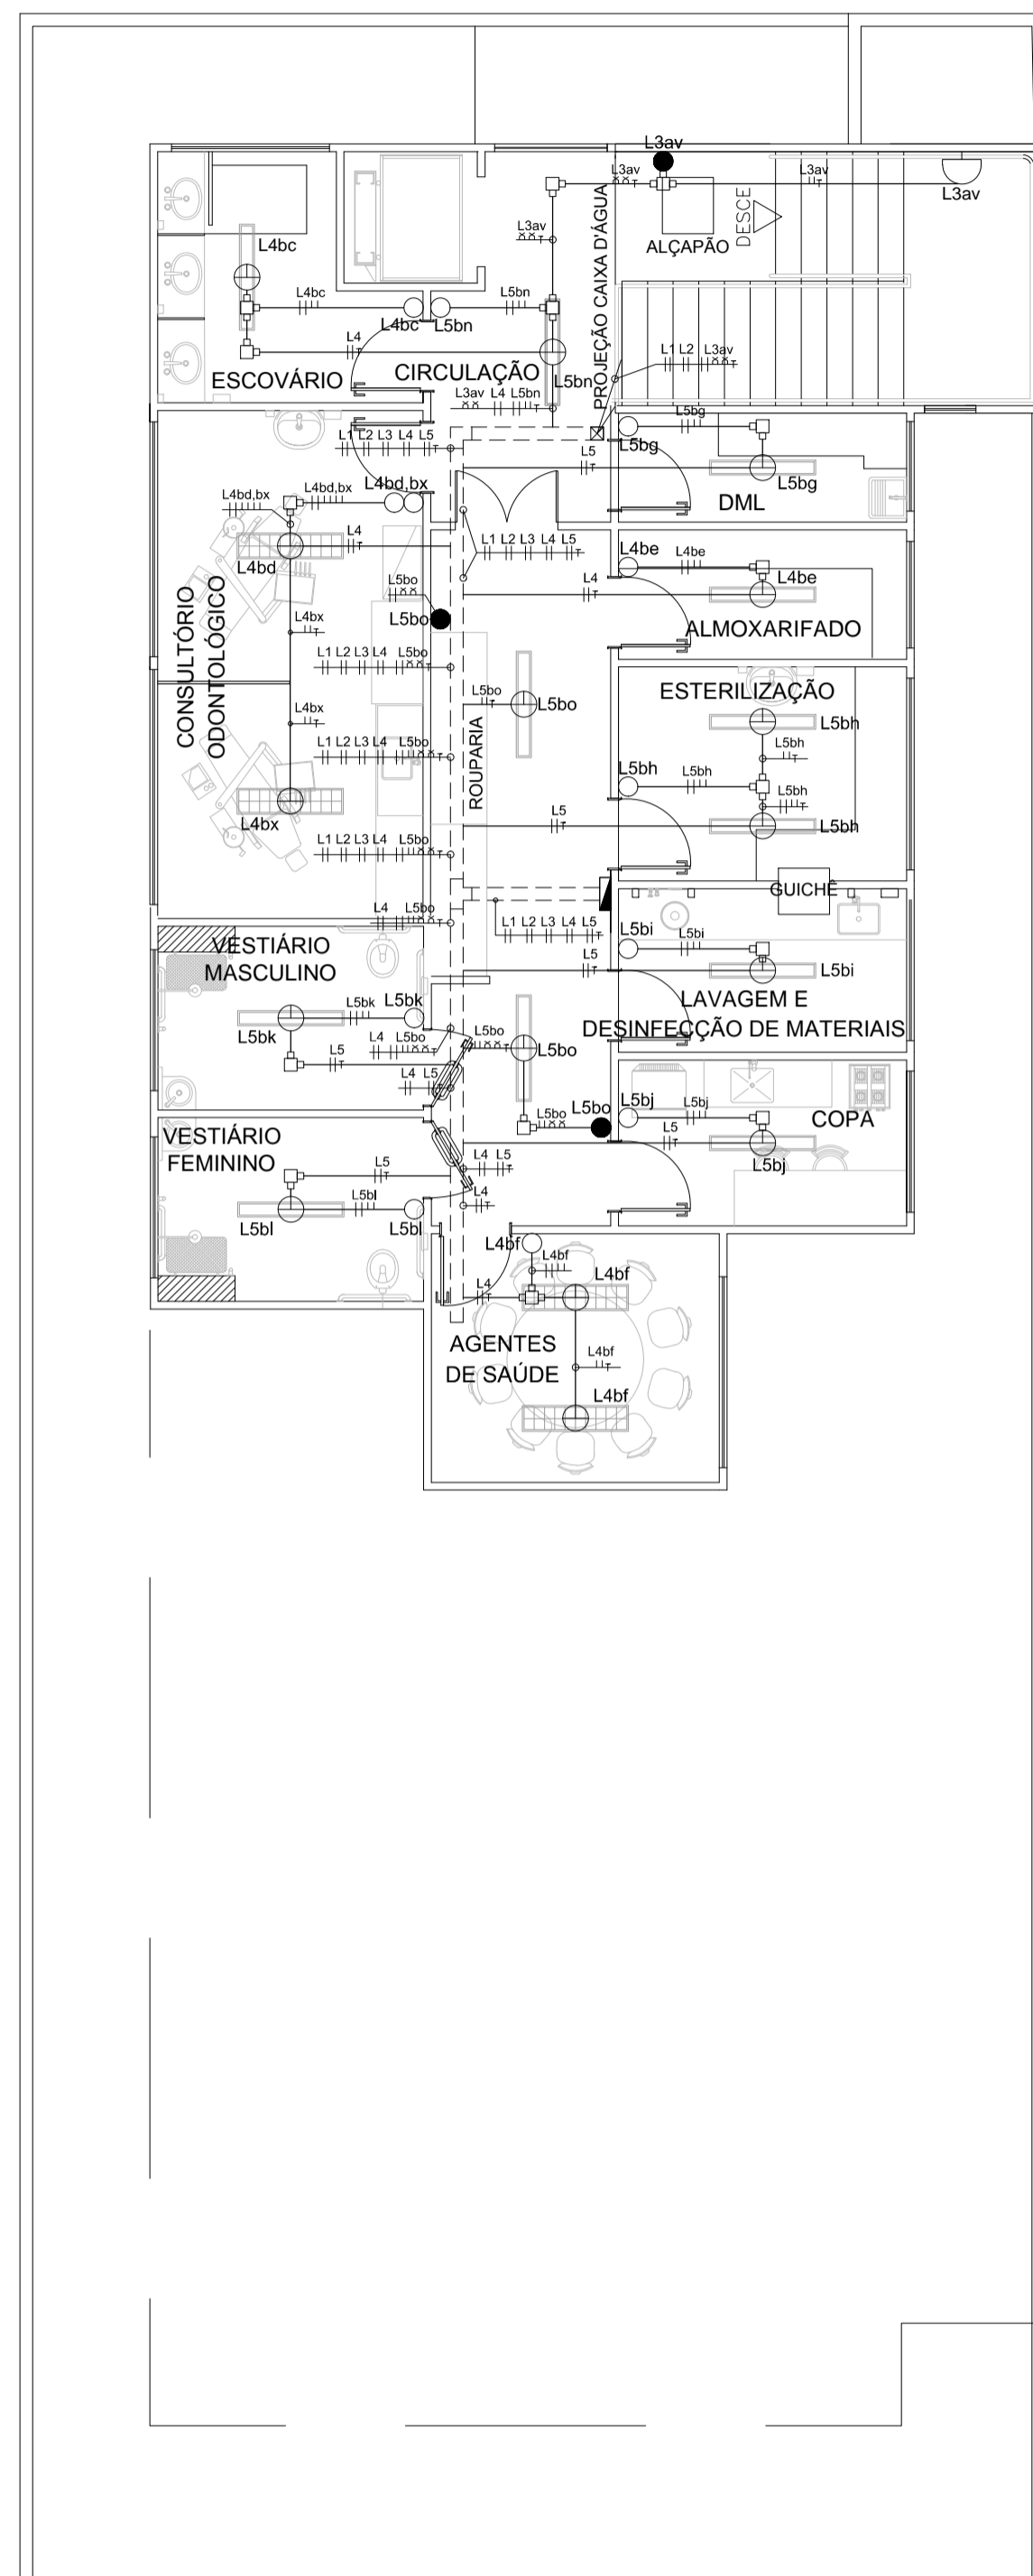 L3av
L3av
L3av
L3av
L3av
PROJEÇÃO CAIXA D'ÁGUA
ALÇAPÃO
DESCE
L4bc
L4bc
L4bc
L5bn
L5bn
L4
ESCOVÁRIO
CIRCULAÇÃO
L5bn
L1 L2 L3av
L3av L4 L5bn
L5bg
L5bg
L1 L2 L3 L4 L5
L5
L5bg
DML
L4bd,bx
L4bd,bx
L4bd,bx
L4
L4bd
L1 L2 L3 L4 L5
L4be
L4be
L4
L4be
ALMOXARIFADO
CONSULTÓRIO
ODONTOLÓGICO
L5bo
L5bo
L4bx
L1 L2 L3 L4 L5bo
ESTERILIZAÇÃO
L5bo
L5bo
ROUPARIA
L5bh
L4bx
L1 L2 L3 L4 L5bo
L5bh
L5bh
L5bh
L5bh
L5bh
L4bx
L5
L1 L2 L3 L4 L5bo
GUICHÊ
L4 L5bo
L1 L2 L3 L4 L5
VESTIÁRIO
MASCULINO
L5bi
L5bi
L5
L5bi
LAVAGEM E
DESINFECÇÃO DE MATERIAIS
L5bk
L5bk
L5bk
L4 L5bo
L5
L5bo
L5bo
L4 L5
L5bo
L5bo
L5bj
L5bj
L5
L5bj
COPA
VESTIÁRIO
FEMININO
L5
L4 L5
L5bl
L5bl
L5bl
L4
L4bf
L4bf
L4bf
L4
AGENTES
DE SAÚDE
L4bf
L4bf